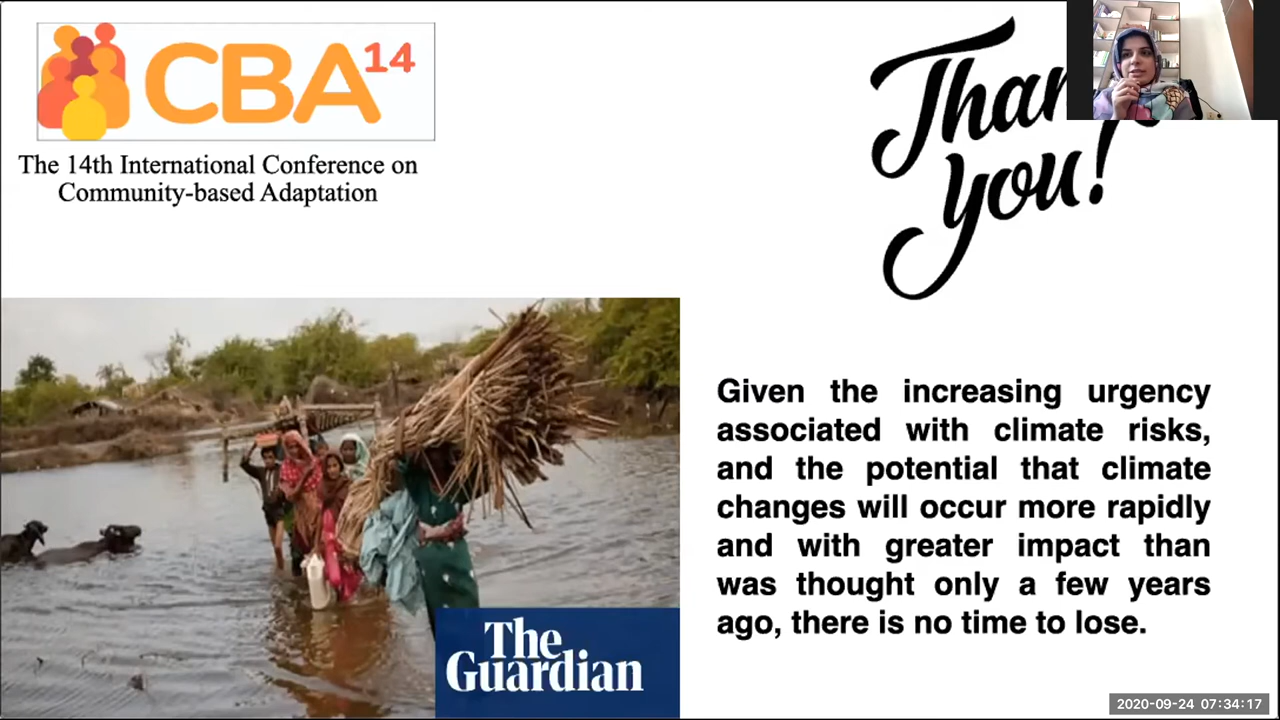 CBA14
The 14th International Conference on
Community-based Adaptation
you!
Given the increasing urgency
associated with climate risks,
and the potential that climate
changes will occur more rapidly
and with greater impact than
was thought only a few years
ago, there is no time to lose.
The
Guardian
2020-09-24 07:34:17